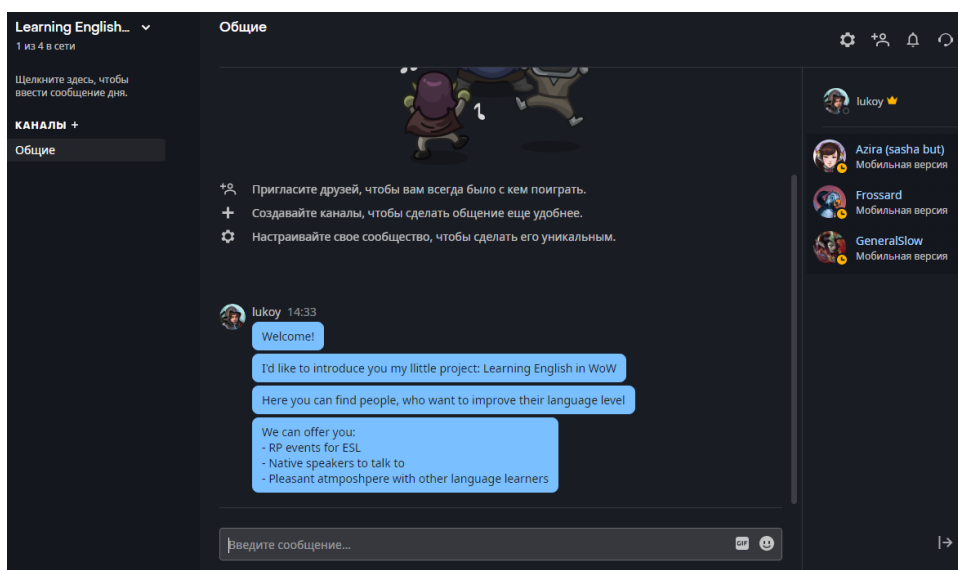 Learning English...
1 из 4 в сети
Щелкните здесь, чтобы
ввести сообщение дня.
КАНАЛЫ +
Общие
Общие
Пригласите друзей, чтобы вам всегда было с кем поиграть.
Создавайте каналы, чтобы сделать общение еще удобнее.
Настраивайте свое сообщество, чтобы сделать его уникальным.
lukoy 14:33
Welcome!
I'd like to introduce you my llittle project: Learning English in WoW
Here you can find people, who want to improve their language level
We can offer you:
- RP events for ESL
- Native speakers to talk to
- Pleasant atmposhpere with other language learners
Введите сообщение...
GIF
lukoy
Azira (sasha but)
Мобильная версия
Frossard
Мобильная версия
GeneralSlow
Мобильная версия